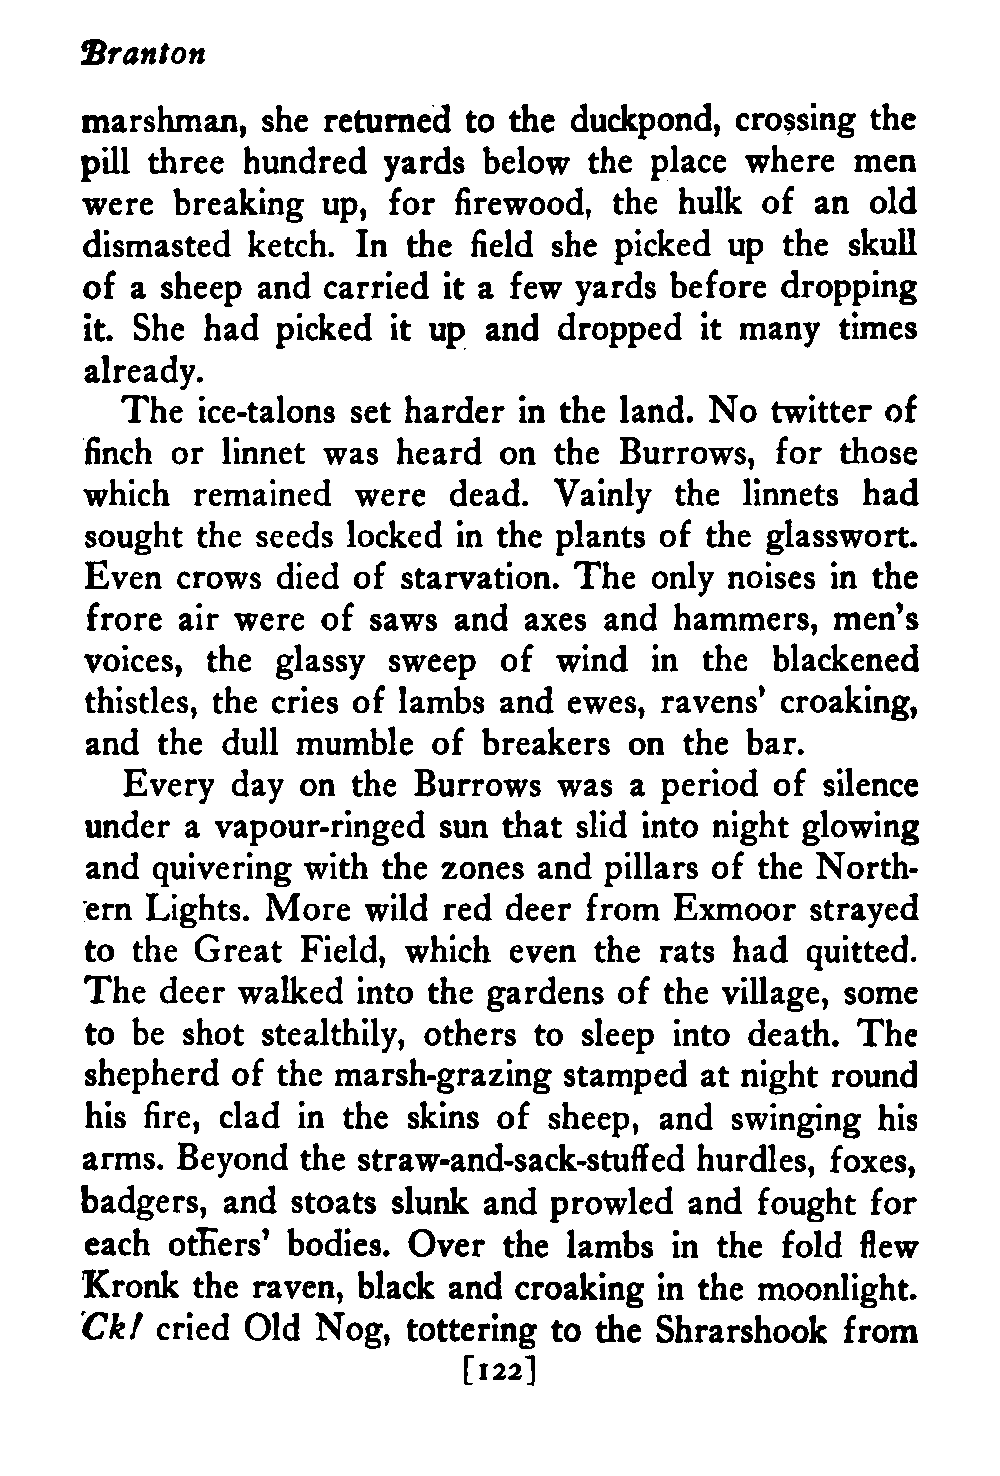 Branton
marshman, she returned to the duckpond, crossing the
pill three hundred yards below the place where men
were breaking up, for firewood, the hulk of an old
dismasted ketch. In the field she picked up the skull
of a sheep and carried it a few yards before dropping
it. She had picked it up and dropped it many times
already.
The ice-talons set harder in the land. No twitter of
finch or linnet was heard on the Burrows, for those
which remained were dead. Vainly the linnets had
sought the seeds locked in the plants of the glasswort.
Even crows died of starvation. The only noises in the
frore air were of saws and axes and hammers, men's
voices, the glassy sweep of wind in the blackened
thistles, the cries of lambs and ewes, ravens' croaking,
and the dull mumble of breakers on the bar.
Every day on the Burrows was a period of silence
under a vapour-ringed sun that slid into night glowing
and quivering with the zones and pillars of the North-
ern Lights. More wild red deer from Exmoor strayed
to the Great Field, which even the rats had quitted.
The deer walked into the gardens of the village, some
to be shot stealthily, others to sleep into death. The
shepherd of the marsh-grazing stamped at night round
his fire, clad in the skins of sheep, and swinging his
arms. Beyond the straw-and-sack-stuffed hurdles, foxes,
badgers, and stoats slunk and prowled and fought for
each others' bodies. Over the lambs in the fold flew
Kronk the raven, black and croaking in the moonlight.
Ck! cried Old Nog, tottering to the Shrarshook from
[122]